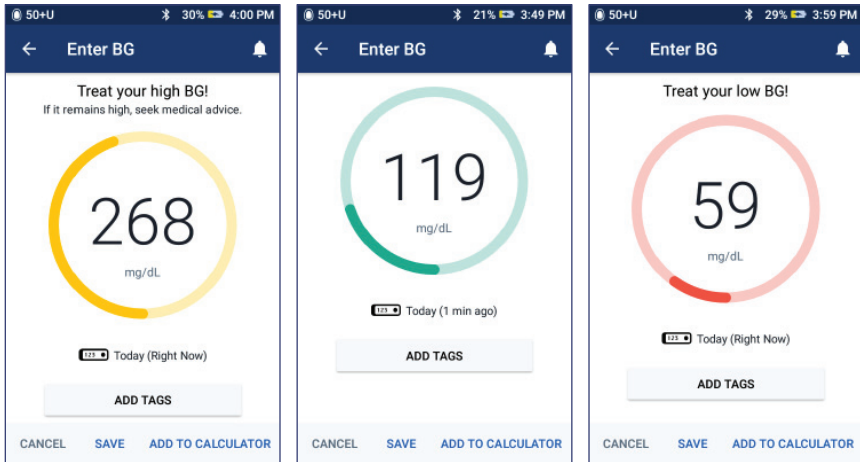 50+U 30% 4:00 PM
Enter BG
Treat your high BG!
If it remains high, seek medical advice.
268
mg/dL
123
Today (Right Now)
ADD TAGS
CANCEL SAVE ADD TO CALCULATOR
50+U 21% 3:49 PM
Enter BG
119
mg/dL
123
Today (1 min ago)
ADD TAGS
CANCEL SAVE ADD TO CALCULATOR
50+U 29% 3:59 PM
Enter BG
Treat your low BG!
59
mg/dL
123
Today (Right Now)
ADD TAGS
CANCEL SAVE ADD TO CALCULATOR